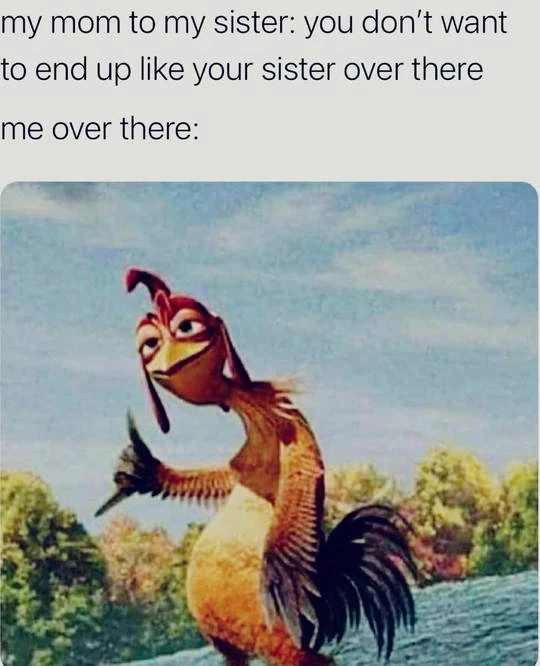 my mom to my sister: you don’t want
to end up like your sister over there
me over there: